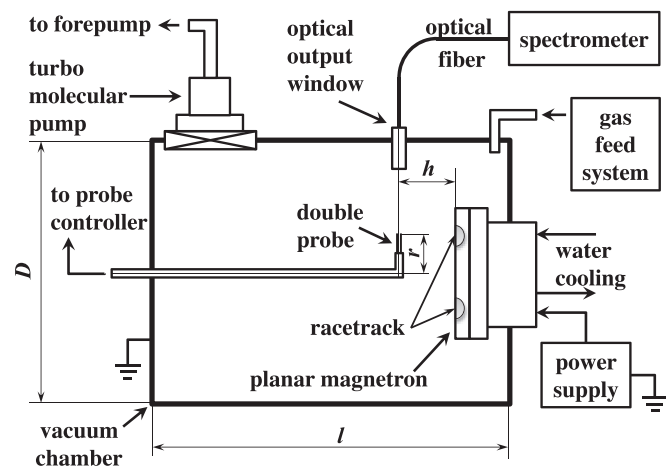 to forepump
turbo
molecular
pump
optical
output
window
optical
fiber
spectrometer
gas
feed
system
h
to probe
controller
double
probe
r
D
water
cooling
racetrack
planar magnetron
power
supply
vacuum
chamber
l